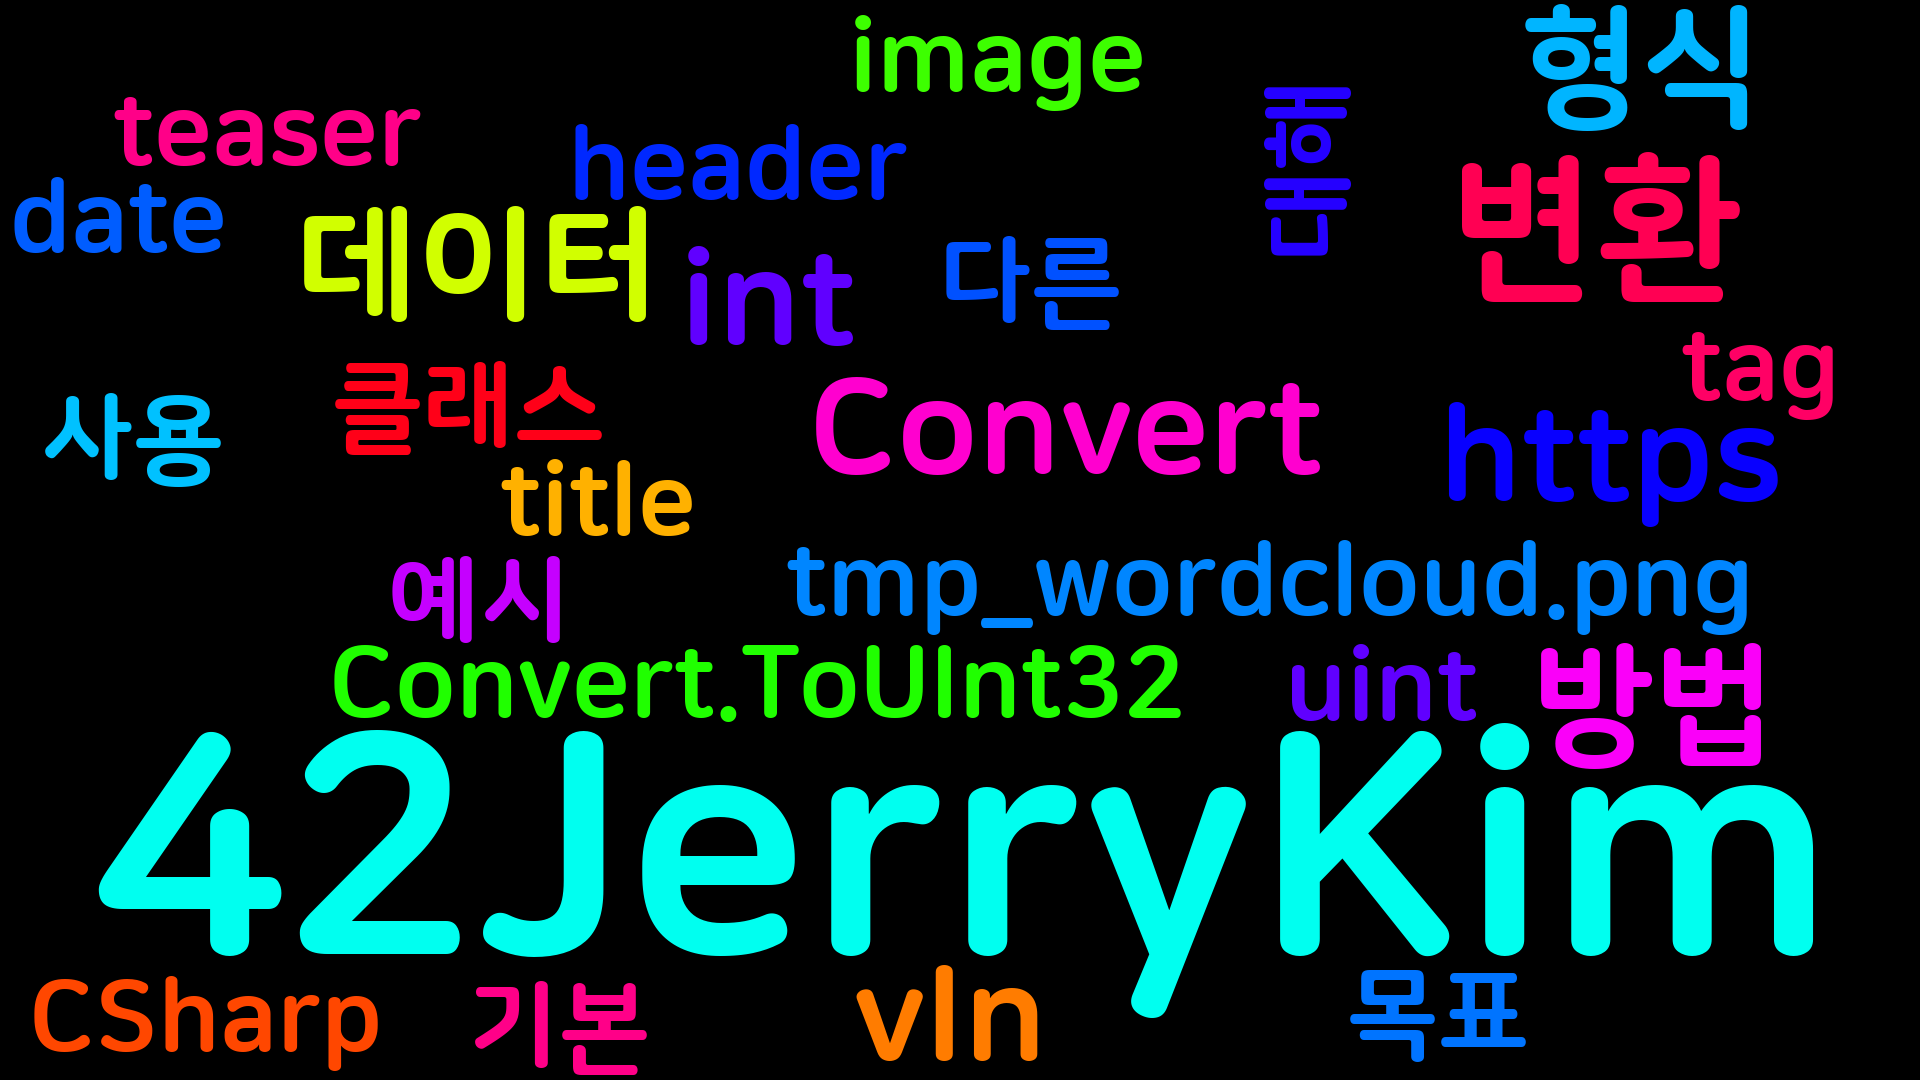 image
형식
teaser
header
대해
date
데이터
int
다른
변환
tag
사용
클래스
Convert
https
title
예시
tmp_wordcloud.png
Convert.ToUInt32
uint
방법
42JerryKim
CSharp
기본
vln
목표